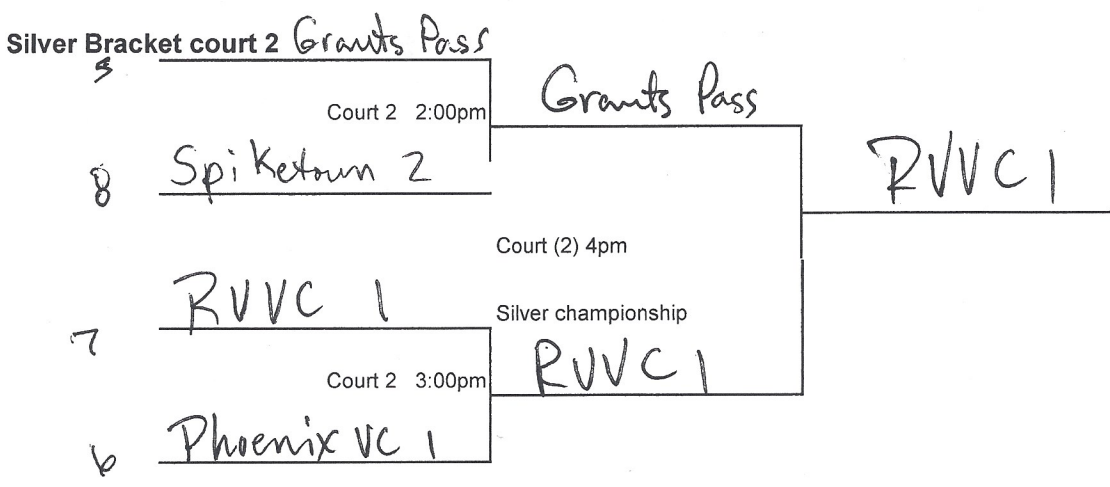 Silver Bracket court 2 Grants Pass
5
Court 2 2:00pm
Grants Pass
8 Spiketown 2
RVVC 1
Court (2) 4pm
RVVC 1
Silver championship
7
Court 2 3:00pm
RVVC 1
6 Phoenix VC 1